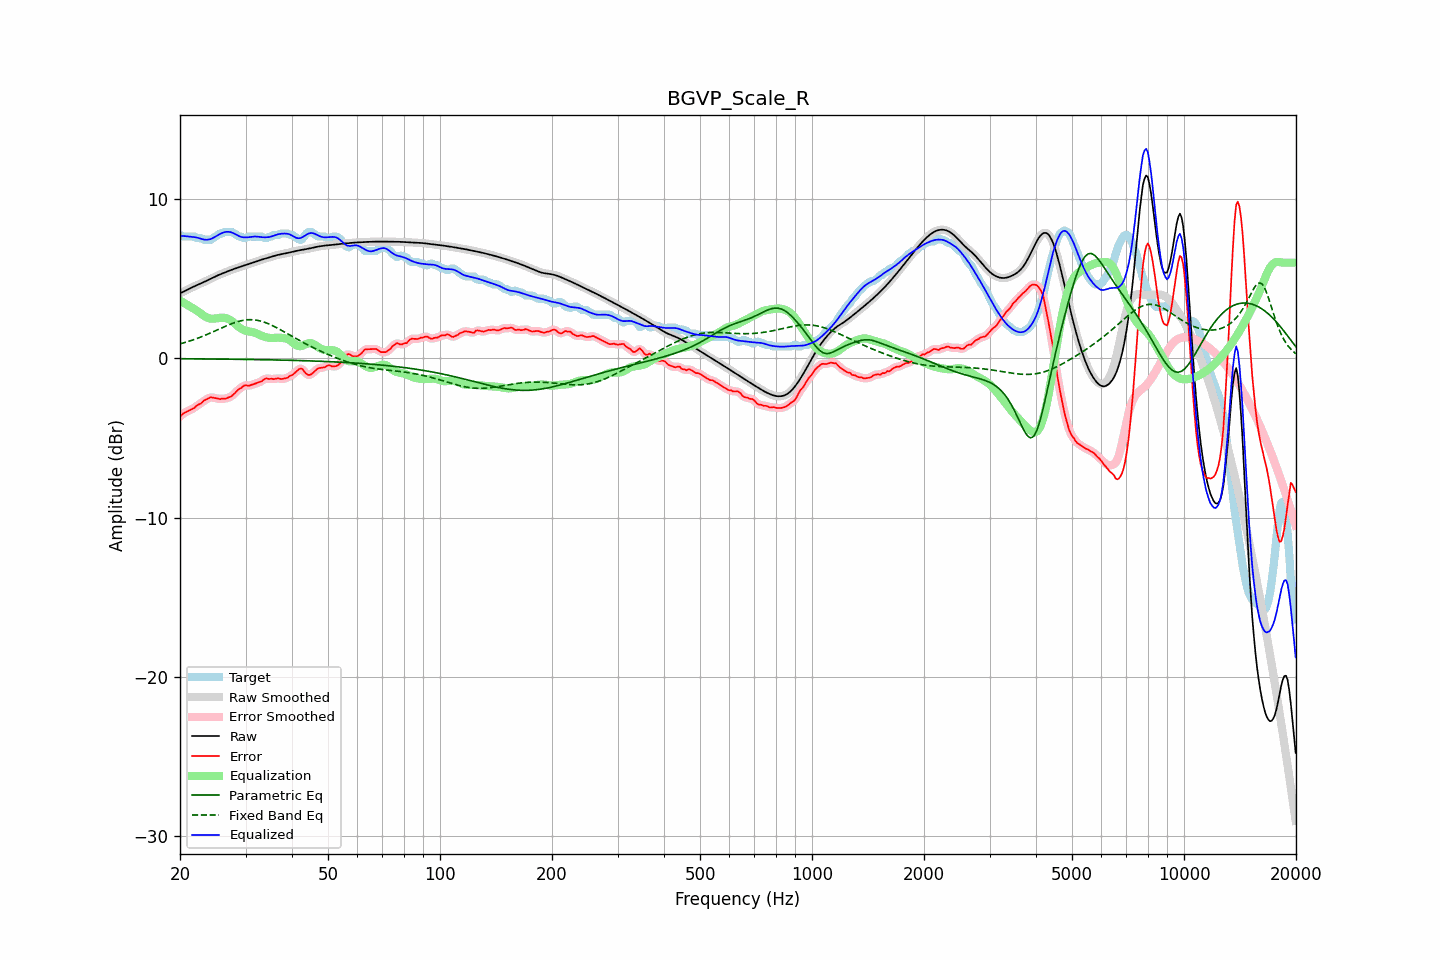 BGVP_Scale_R
Amplitude (dBr)
10
0
−10
−20
−30
Target
Raw Smoothed
Error Smoothed
Raw
Error
Equalization
Parametric Eq
Fixed Band Eq
Equalized
20 50 100 200 500 1000 2000 5000 10000 20000
Frequency (Hz)